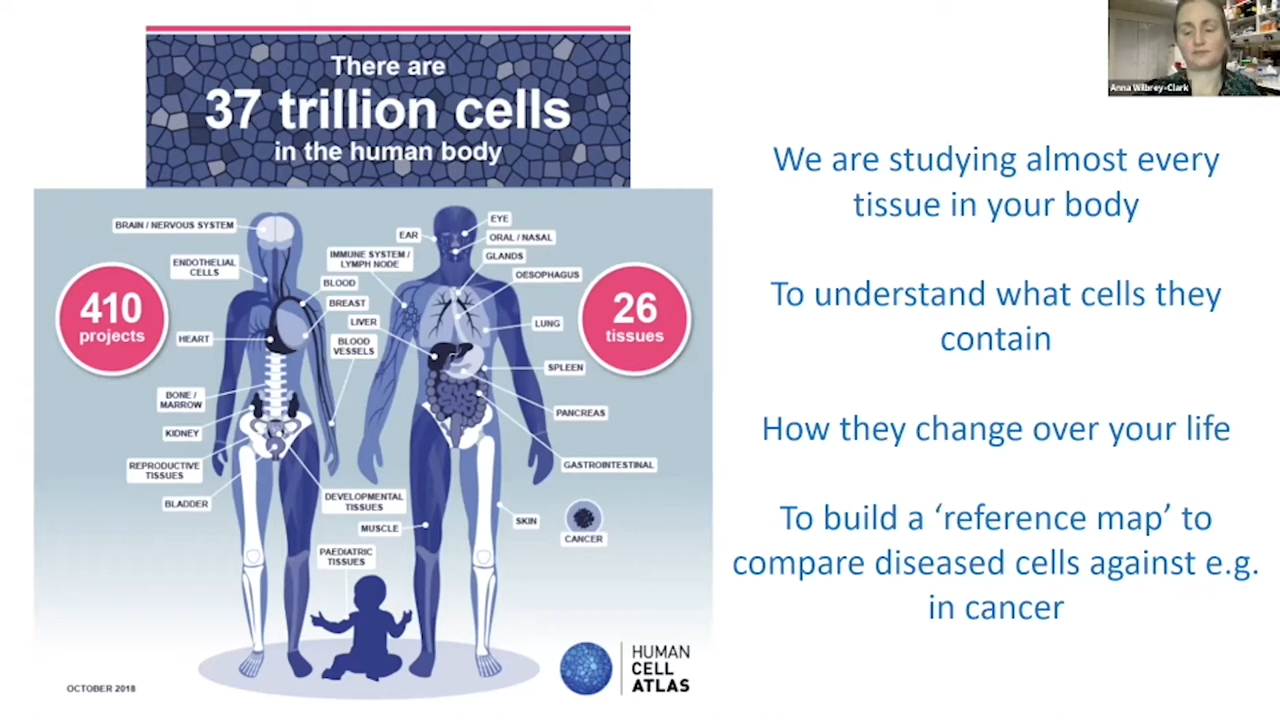 There are
37 trillion cells
in the human body
Anna Wilbrey-Clark
410
projects
26
tissues
BRAIN / NERVOUS SYSTEM
ENDOTHELIAL
CELLS
HEART
BONE /
MARROW
KIDNEY
REPRODUCTIVE
TISSUES
BLADDER
EAR
IMMUNE SYSTEM /
LYMPH NODE
BLOOD
BREAST
LIVER
BLOOD
VESSELS
DEVELOPMENTAL
TISSUES
MUSCLE
PAEDIATRIC
TISSUES
EYE
ORAL / NASAL
GLANDS
OESOPHAGUS
LUNG
SPLEEN
PANCREAS
GASTROINTESTINAL
SKIN
CANCER
OCTOBER 2018
HUMAN
CELL
ATLAS
We are studying almost every
tissue in your body
To understand what cells they
contain
How they change over your life
To build a ‘reference map’ to
compare diseased cells against e.g.
in cancer